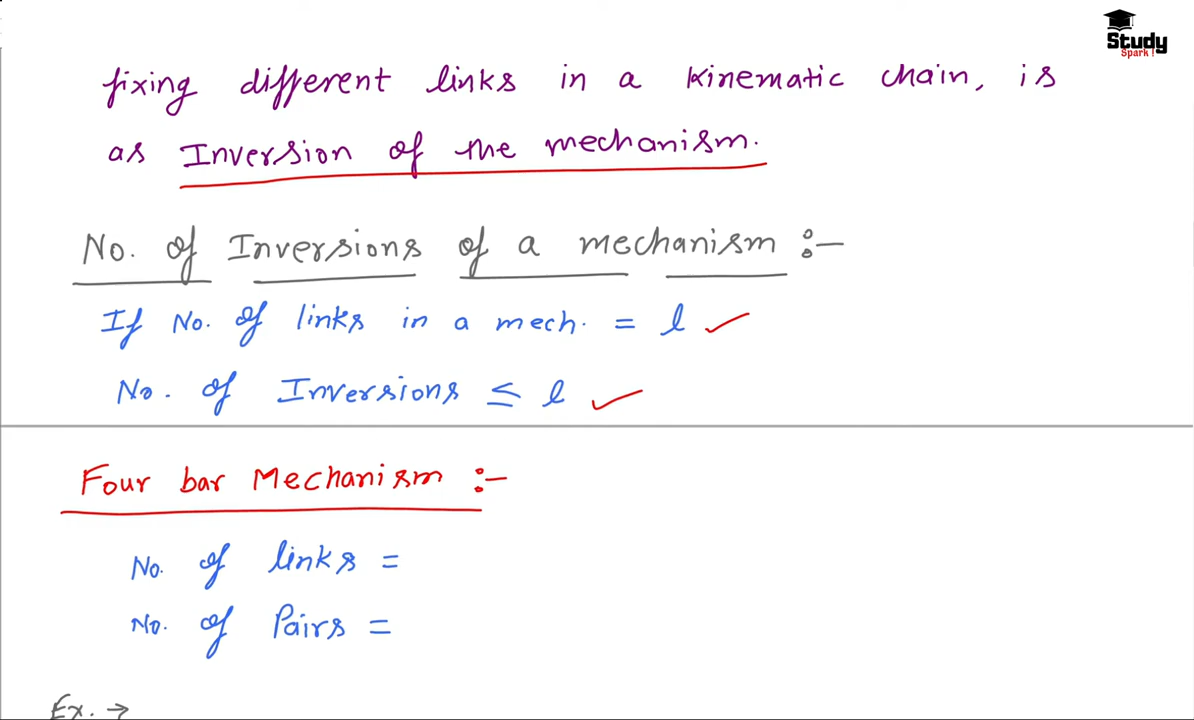 Study
Spark!
fixing different links in a kinematic chain, is
as Inversion of the mechanism.
No. of Inversions of a mechanism :-
If No. of links in a mech. = l ✓
No. of Inversions ≤ l ✓
Four bar Mechanism :-
No. of links =
No. of Pairs =
Ex. →